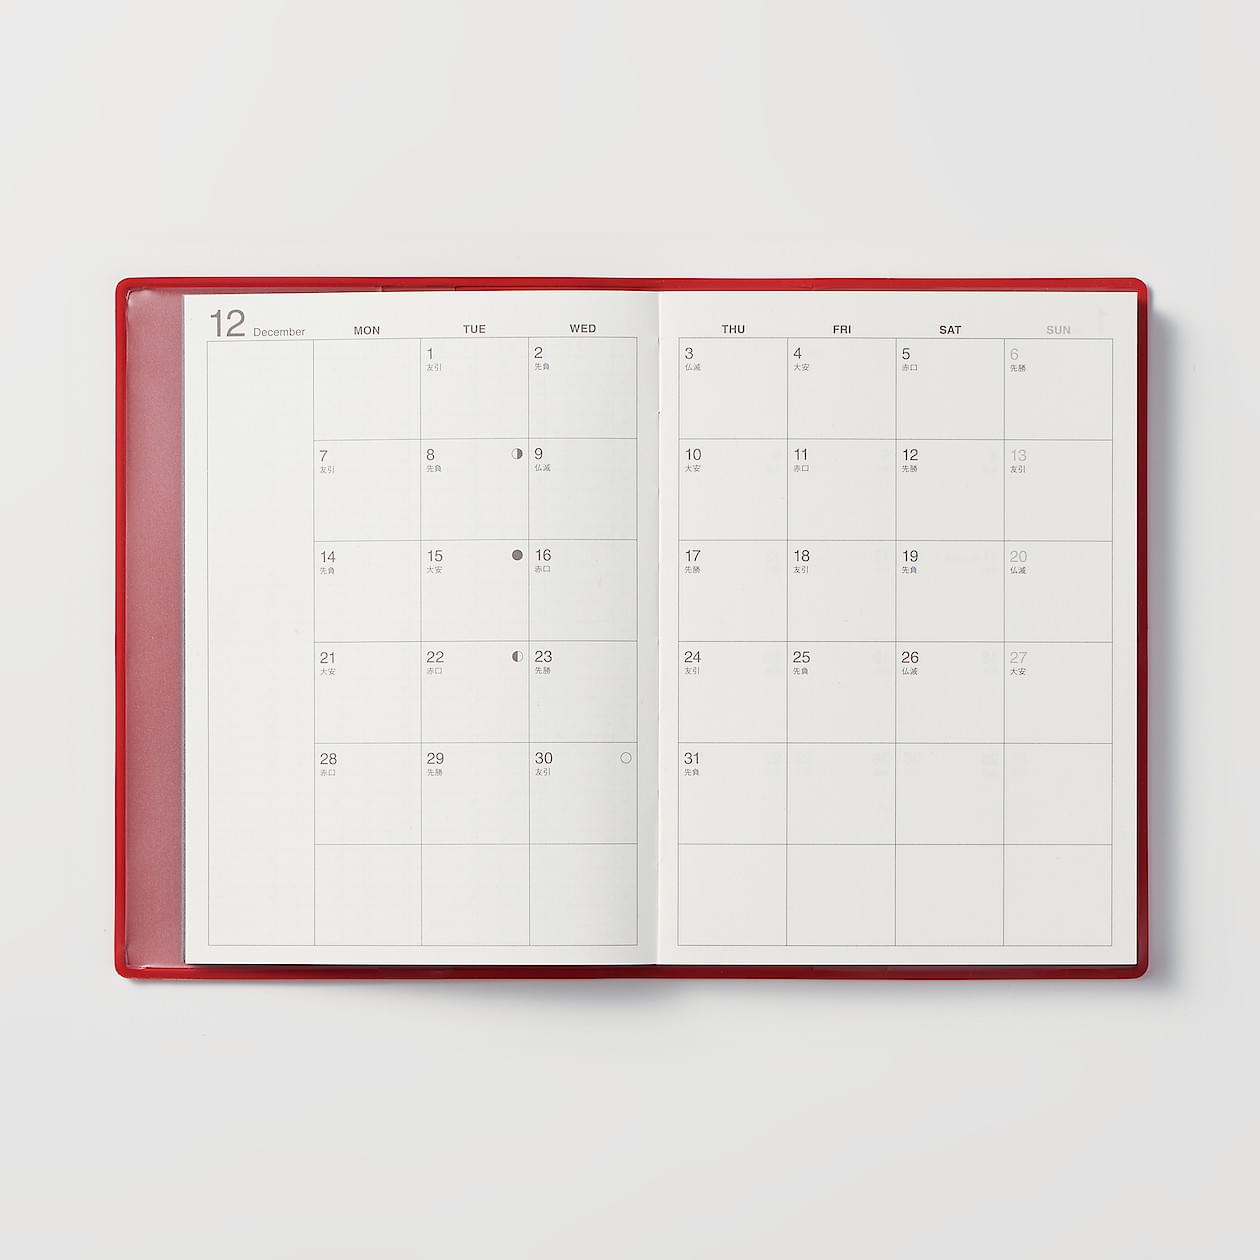 12 December MON TUE WED THU FRI SAT SUN
1 2 3 4 5 6
友引 先負 仏滅 大安 赤口 先勝
7 8 9 10 11 12 13
友引 先負 仏滅 大安 赤口 先勝 友引
14 15 16 17 18 19 20
先負 大安 赤口 先勝 友引 先負 仏滅
21 22 23 24 25 26 27
大安 赤口 先勝 友引 先負 仏滅 大安
28 29 30 31
赤口 先勝 友引 先負